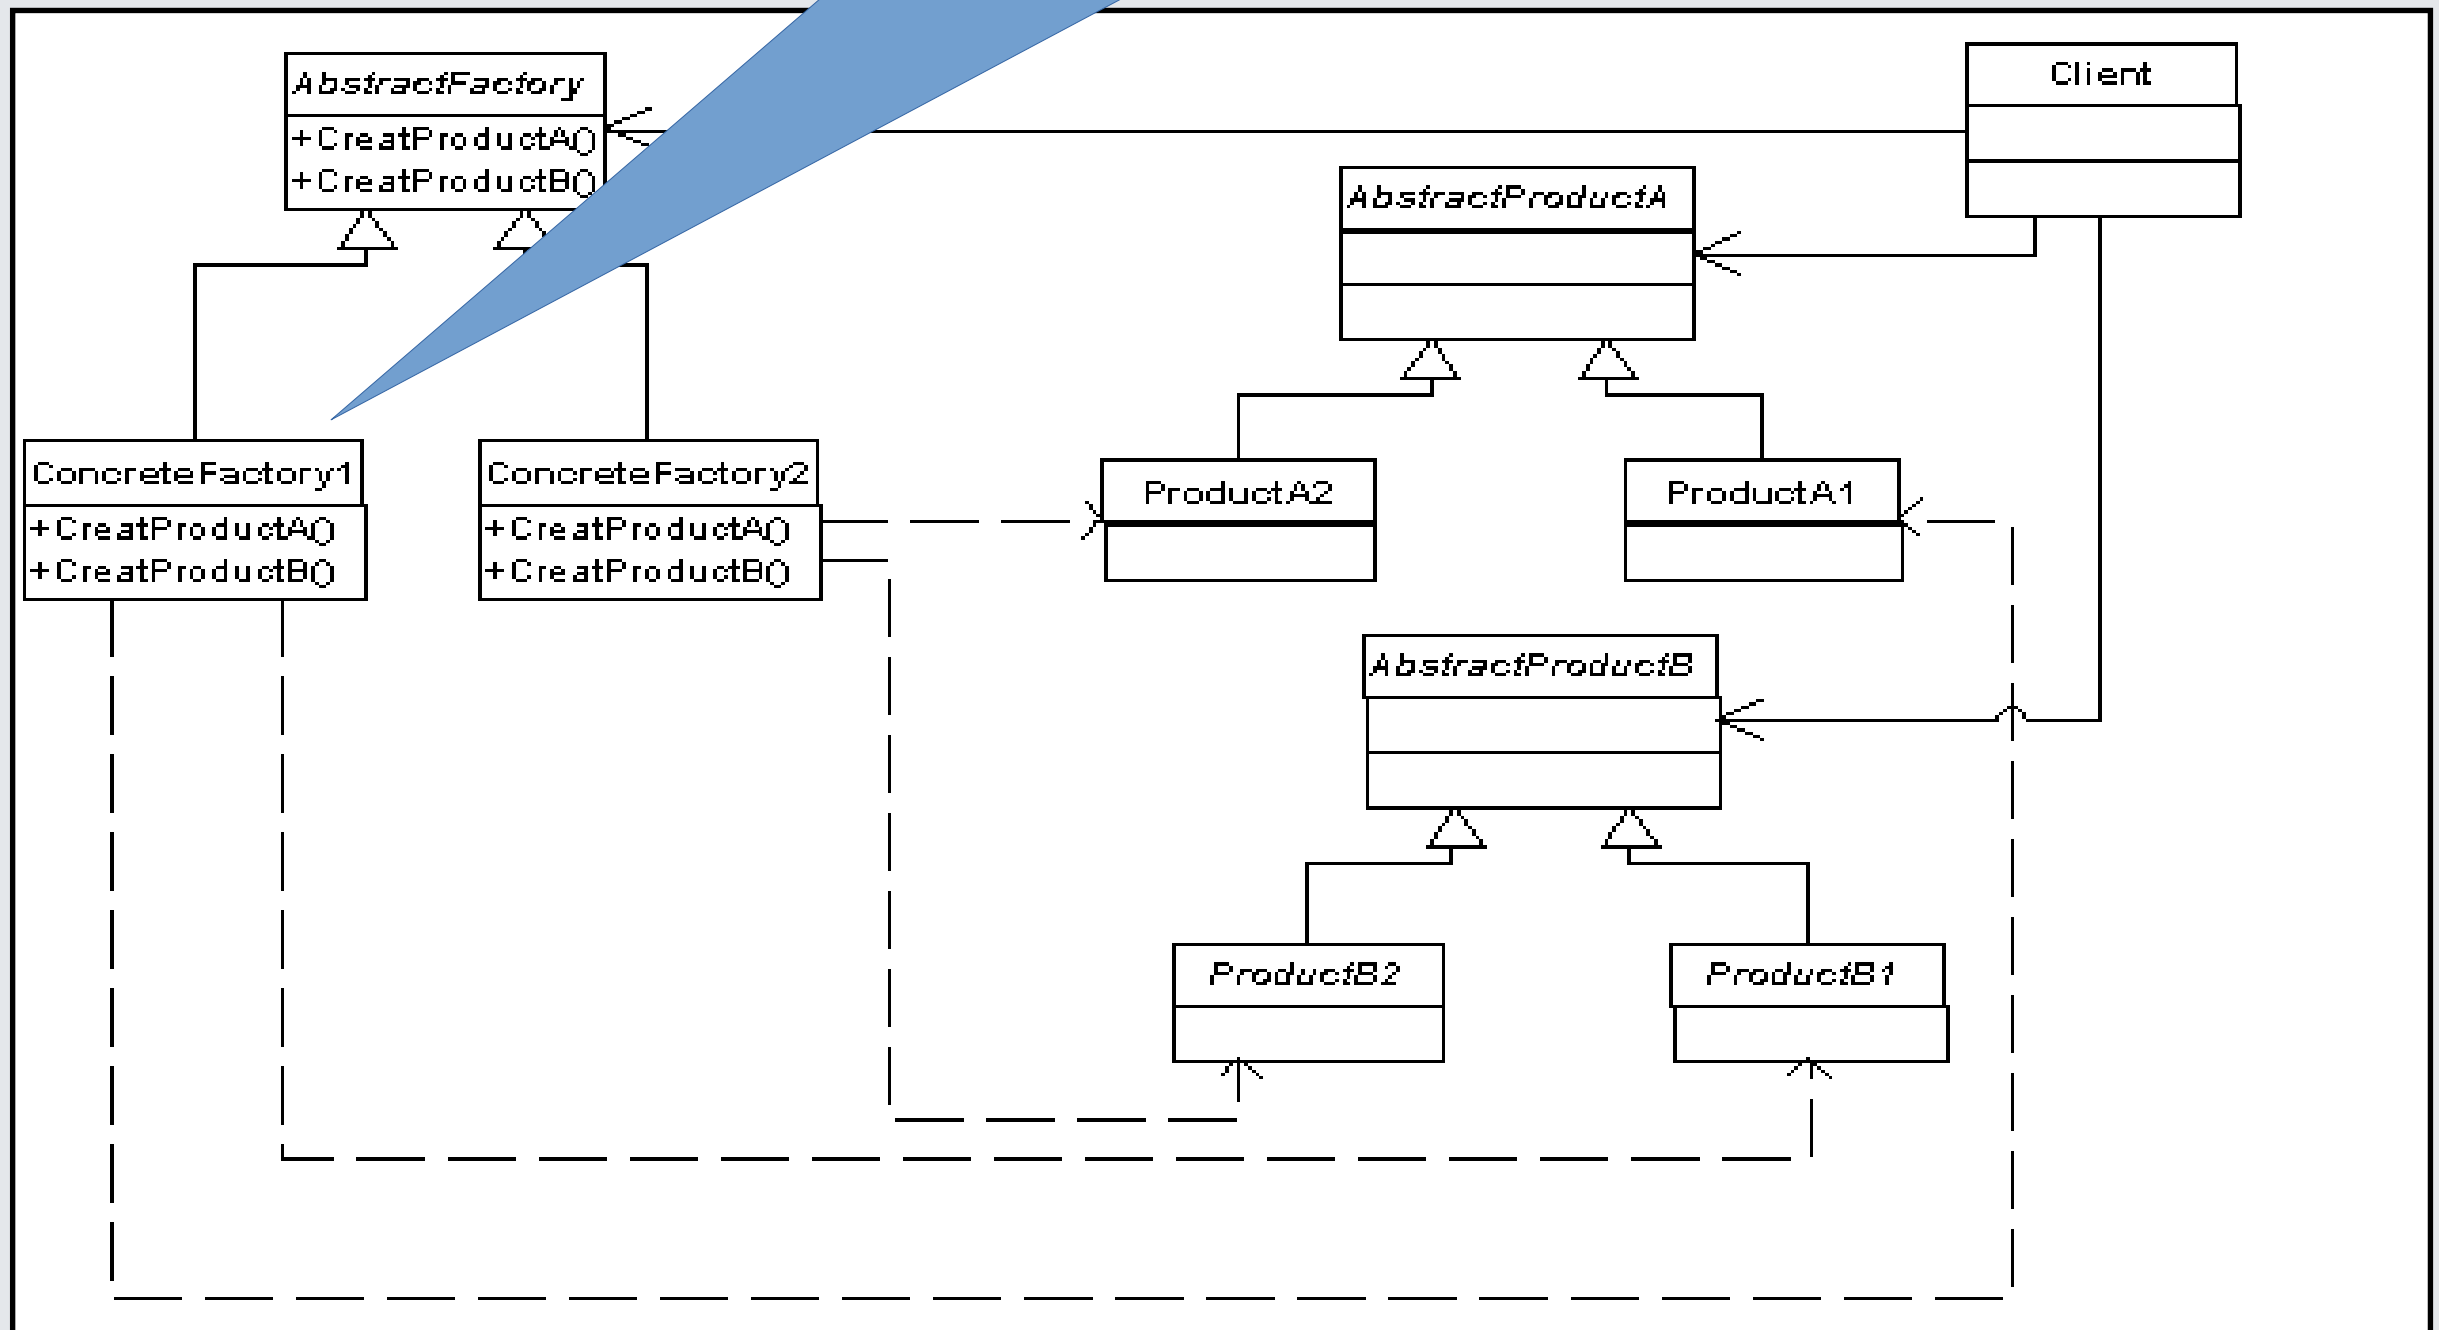 AbstractFactory
+CreatProductA()
+CreatProductB()
Client
AbstractProductA
ConcreteFactory1
+CreatProductA()
+CreatProductB()
ConcreteFactory2
+CreatProductA()
+CreatProductB()
ProductA2
ProductA1
AbstractProductB
ProductB2
ProductB1